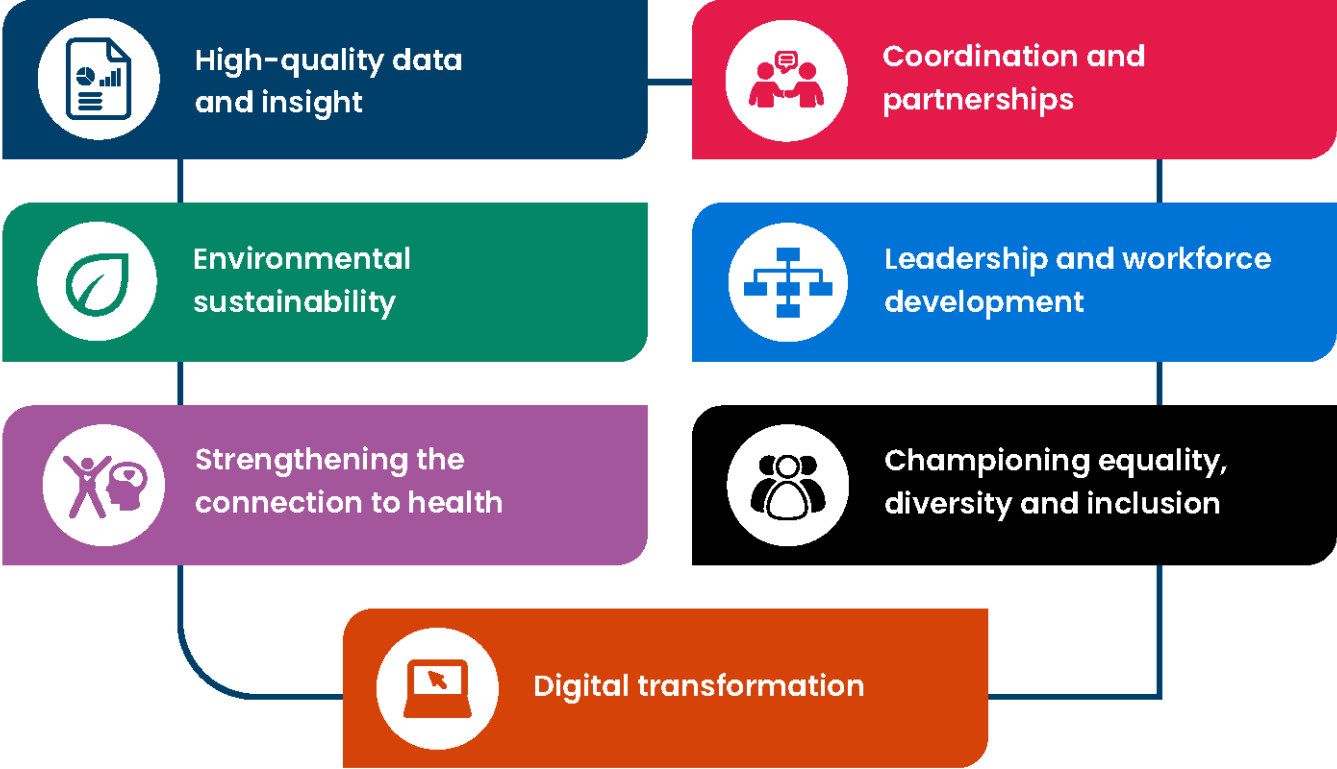 High-quality data
and insight
Coordination and
partnerships
Environmental
sustainability
Leadership and workforce
development
Strengthening the
connection to health
Championing equality,
diversity and inclusion
Digital transformation